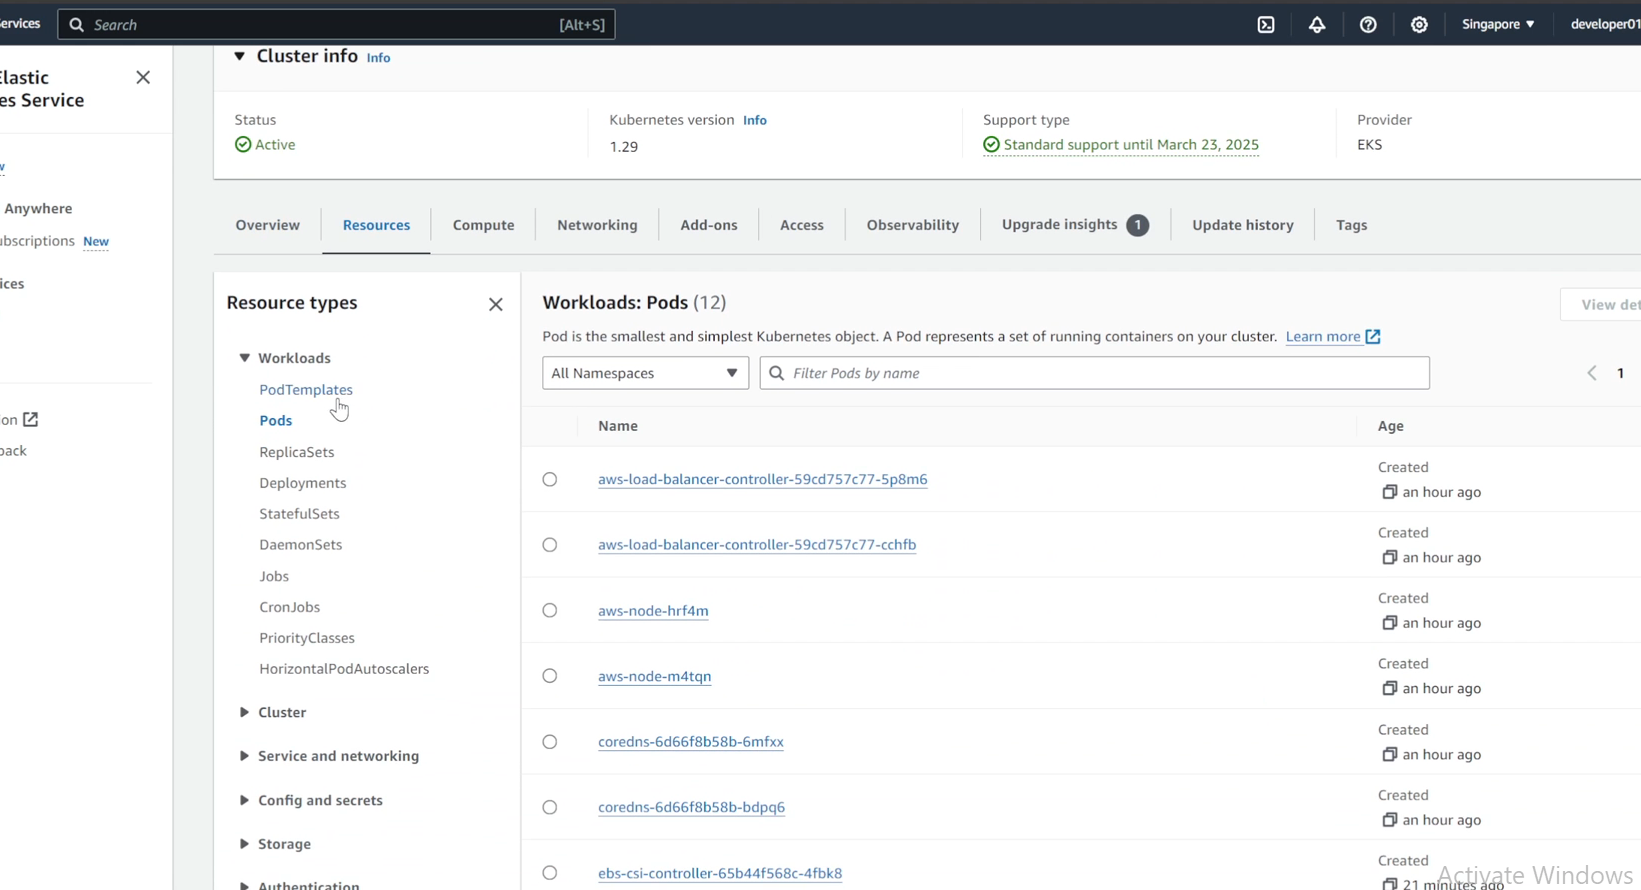 ervices
Search
[Alt+S]
Singapore
developer01
Cluster info Info
lastic
es Service
Status
Active
Kubernetes version Info
1.29
Support type
Standard support until March 23, 2025
Provider
EKS
w
Anywhere
ubscriptions New
ices
ion
back
Overview
Resources
Compute
Networking
Add-ons
Access
Observability
Upgrade insights 1
Update history
Tags
Resource types
Workloads
PodTemplates
Pods
ReplicaSets
Deployments
StatefulSets
DaemonSets
Jobs
CronJobs
PriorityClasses
HorizontalPodAutoscalers
Cluster
Service and networking
Config and secrets
Storage
Authentication
Workloads: Pods (12)
View det
Pod is the smallest and simplest Kubernetes object. A Pod represents a set of running containers on your cluster. Learn more
All Namespaces
Filter Pods by name
1
Name
Age
aws-load-balancer-controller-59cd757c77-5p8m6
Created
an hour ago
aws-load-balancer-controller-59cd757c77-cchfb
Created
an hour ago
aws-node-hrf4m
Created
an hour ago
aws-node-m4tqn
Created
an hour ago
coredns-6d66f8b58b-6mfxx
Created
an hour ago
coredns-6d66f8b58b-bdpq6
Created
an hour ago
ebs-csi-controller-65b44f568c-4fbk8
Created
21 minutes ago
Activate Windows